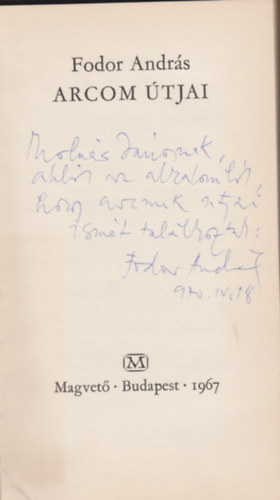 Fodor András
ARCOM ÚTJAI
Molnár Jánosnak,
abból az alkalomból,
hogy arcunk útjai
ismét találkoztak:
Fodor András
970. IV. 18
M
Magvető · Budapest · 1967